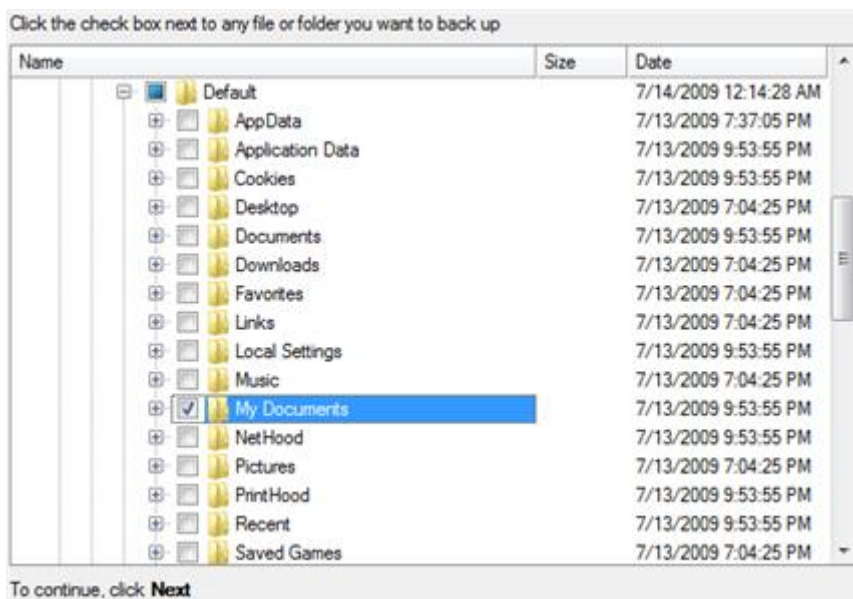 Click the check box next to any file or folder you want to back up
Name Size Date
Default 7/14/2009 12:14:28 AM
AppData 7/13/2009 7:37:05 PM
Application Data 7/13/2009 9:53:55 PM
Cookies 7/13/2009 9:53:55 PM
Desktop 7/13/2009 7:04:25 PM
Documents 7/13/2009 9:53:55 PM
Downloads 7/13/2009 7:04:25 PM
Favorites 7/13/2009 7:04:25 PM
Links 7/13/2009 7:04:25 PM
Local Settings 7/13/2009 9:53:55 PM
Music 7/13/2009 7:04:25 PM
My Documents 7/13/2009 9:53:55 PM
NetHood 7/13/2009 9:53:55 PM
Pictures 7/13/2009 7:04:25 PM
PrintHood 7/13/2009 9:53:55 PM
Recent 7/13/2009 9:53:55 PM
Saved Games 7/13/2009 7:04:25 PM
To continue, click Next